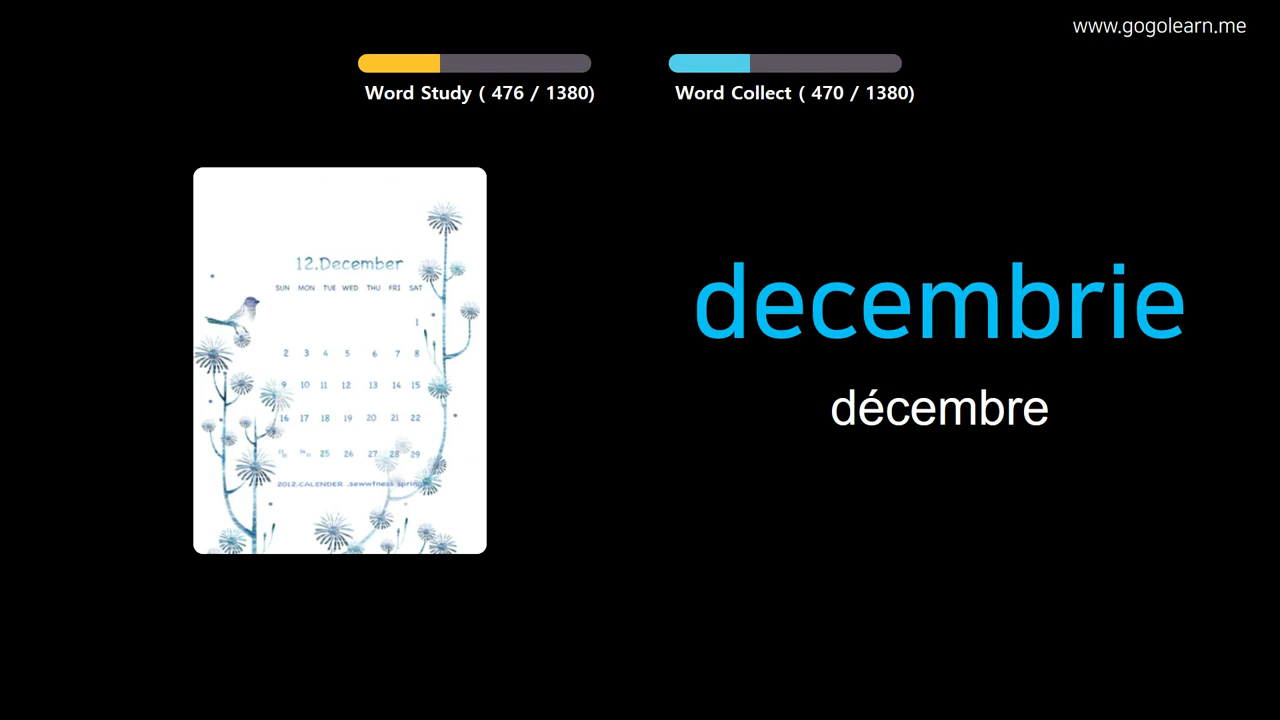 www.gogolearn.me
Word Study ( 476 / 1380)
Word Collect ( 470 / 1380)
12.December
SUN MON TUE WED THU FRI SAT
1
2 3 4 5 6 7 8
9 10 11 12 13 14 15
16 17 18 19 20 21 22
25 26 27 28 29
2012.CALENDER
decembrie
décembre